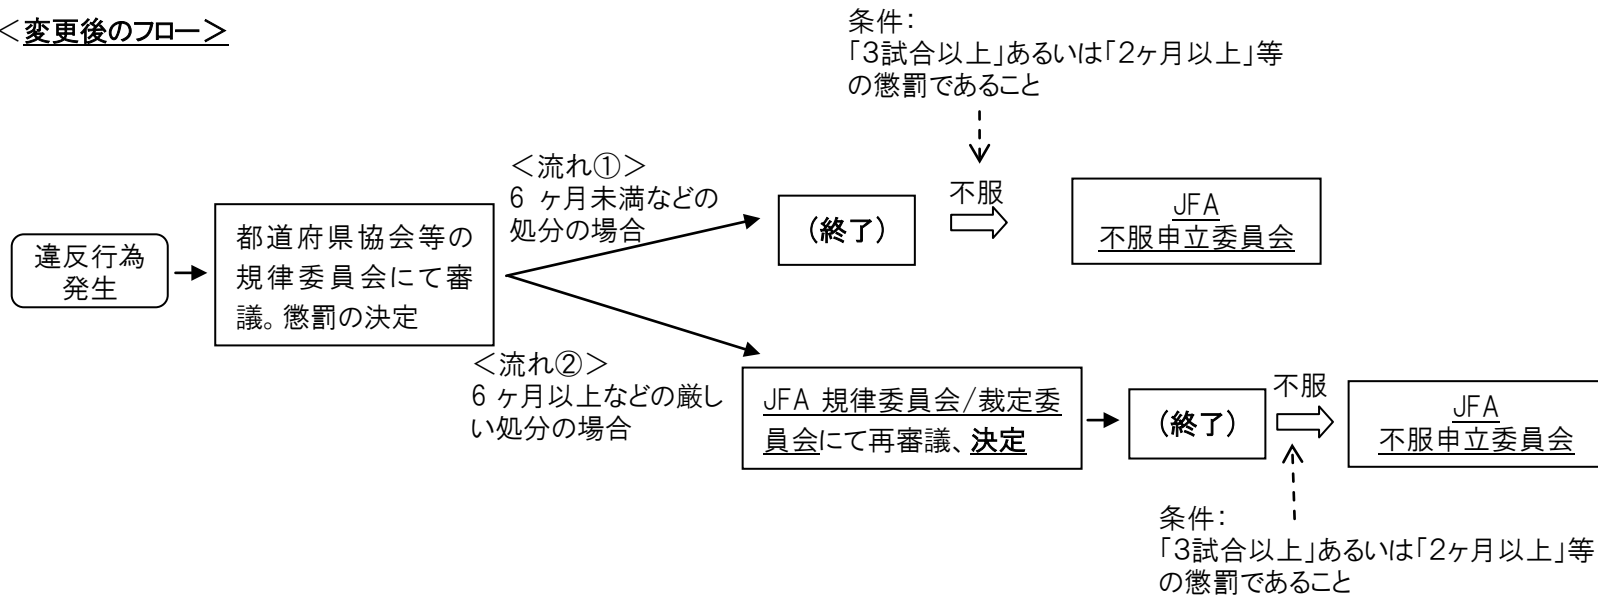 ＜変更後のフロー＞
条件：
「3試合以上」あるいは「2ヶ月以上」等
の懲罰であること
＜流れ①＞
6 ヶ月未満などの
処分の場合
不服
（終了）
JFA
不服申立委員会
違反行為
発生
都道府県協会等の
規律委員会にて審
議。懲罰の決定
＜流れ②＞
6 ヶ月以上などの厳し
い処分の場合
JFA 規律委員会/裁定委
員会にて再審議、決定
（終了）
不服
JFA
不服申立委員会
条件：
「3試合以上」あるいは「2ヶ月以上」等
の懲罰であること